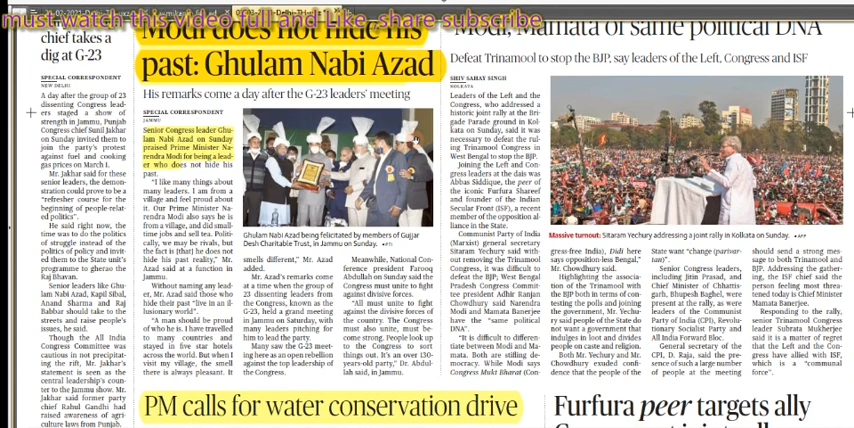 must watch this video full and Like share subscribe
chief takes a
dig at G-23
SPECIAL CORRESPONDENT
NEW DELHI
A day after the group of 23
dissenting Congress lead-
ers staged a show of
strength in Jammu, Punjab
Congress chief Sunil Jakhar
on Sunday invited them to
join the party's protest
against fuel and cooking
gas prices on March 1.
Mr. Jakhar said for these
senior leaders, the demon-
stration could prove to be a
"refresher course for the
beginning of people-rela-
ted politics".
He said right now, the
time was to do the politics
of struggle instead of the
politics of policy and invit-
ed them to the State unit's
programme to gherao the
Raj Bhavan.
Senior leaders like Ghu-
lam Nabi Azad, Kapil Sibal,
Anand Sharma and Raj
Babbar should take to the
streets and raise people's
issues, he said.
Though the All India
Congress Committee was
cautious in not precipitat-
ing the rift, Mr. Jakhar's
statement is seen as the
central leadership's coun-
ter to the Jammu show. Mr.
Jakhar said former party
chief Rahul Gandhi had
raised awareness of agri-
culture laws from Punjab.
Modi does not hide his
past: Ghulam Nabi Azad
His remarks come a day after the G-23 leaders' meeting
SPECIAL CORRESPONDENT
JAMMU
Senior Congress leader Ghu-
lam Nabi Azad on Sunday
praised Prime Minister Na-
rendra Modi for being a lead-
er who does not hide his
past.
"I like many things about
many leaders. I am from a
village and feel proud about
it. Our Prime Minister Na-
rendra Modi also says he is
from a village, and did small-
time jobs and sell tea. Politi-
cally, we may be rivals, but
the fact is [that] he does not
hide his past reality," Mr.
Azad said at a function in
Jammu.
Without naming any lead-
er, Mr. Azad said those who
hide their past "live in an il-
lusionary world".
"A man should be proud
of who he is. I have travelled
to many countries and
stayed in five star hotels
across the world. But when I
visit my village, the smell
there is always pleasant. It
Ghulam Nabi Azad being felicitated by members of Gujjar
Desh Charitable Trust, in Jammu on Sunday. PTI
smells different," Mr. Azad
added.
Mr. Azad's remarks come
at a time when the group of
23 dissenting leaders from
Congress, known as the
G-23, held a grand meeting
in Jammu on Saturday, with
many leaders pitching for
him to lead the party.
Many saw the G-23 meet-
ing here as an open rebellion
against the top leadership of
the Congress.
Meanwhile, National Con-
ference president Farooq
Abdullah on Sunday said the
Congress must unite to fight
against divisive forces.
"All must unite to fight
against the divisive forces of
the country. The Congress
must also unite, must be-
come strong. People look up
to the Congress to sort
things out. It's an over 130-
years-old party," Dr. Abdul-
lah said, in Jammu.
PM calls for water conservation drive
Modi, Mamata of same political DNA
Defeat Trinamool to stop the BJP, say leaders of the Left, Congress and ISF
SHIV SAHAY SINGH
KOLKATA
Leaders of the Left and the
Congress, who addressed a
historic joint rally at the Bri-
gade Parade ground in Kolk-
ata on Sunday, said it was
necessary to defeat the rul-
ing Trinamool Congress in
West Bengal to stop the BJP.
Joining the Left and Con-
gress leaders at the dais was
Abbas Siddique, the peer of
the iconic Furfura Shareef
and founder of the Indian
Secular Front (ISF), a recent
member of the opposition al-
liance in the State.
Communist Party of India
(Marxist) general secretary
Sitaram Yechury said with-
out removing the Trinamool
Congress, it was difficult to
defeat the BJP; West Bengal
Pradesh Congress Commit-
tee president Adhir Ranjan
Chowdhury said Narendra
Modi and Mamata Banerjee
have the "same political
DNA".
"It is difficult to differen-
tiate between Modi and Ma-
mata. Both are stifling de-
mocracy. While Modi says
Congress Mukt Bharat (Con-
Massive turnout: Sitaram Yechury addressing a joint rally in Kolkata on Sunday. AFP
gress-free India), Didi here
says opposition-less Bengal,"
Mr. Chowdhury said.
Highlighting the associa-
tion of the Trinamool with
the BJP both in terms of con-
testing the polls and joining
the government, Mr. Yechu-
ry said people of the State do
not want a government that
indulges in loot and divides
people on caste and religion.
Both Mr. Yechury and Mr.
Chowdhury exuded confi-
dence that the people of the
State want "change (parivar-
tan)".
Senior Congress leaders,
including Jitin Prasad, and
Chief Minister of Chhattis-
garh, Bhupesh Baghel, were
present at the rally, as were
leaders of the Communist
Party of India (CPI), Revolu-
tionary Socialist Party and
All India Forward Bloc.
General secretary of the
CPI, D. Raja, said the pre-
sence of such a large number
of people at the meeting
should send a strong mes-
sage to both Trinamool and
BJP. Addressing the gather-
ing, the ISF chief said the
person feeling most threat-
ened today is Chief Minister
Mamata Banerjee.
Responding to the rally,
senior Trinamool Congress
leader Subrata Mukherjee
said it is a matter of regret
that the Left and the Con-
gress have allied with ISF,
which is a "communal
force".
Furfura peer targets ally